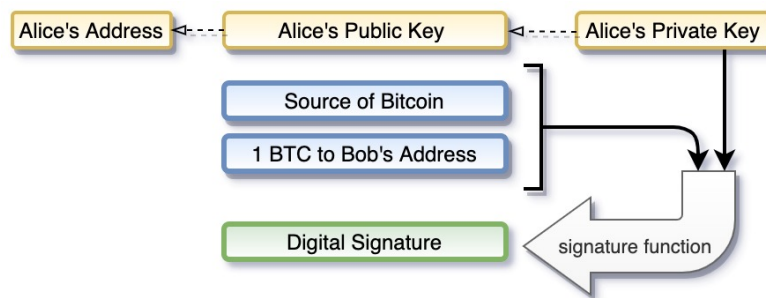 Alice's Address
Alice's Public Key
Alice's Private Key
Source of Bitcoin
1 BTC to Bob's Address
Digital Signature
signature function